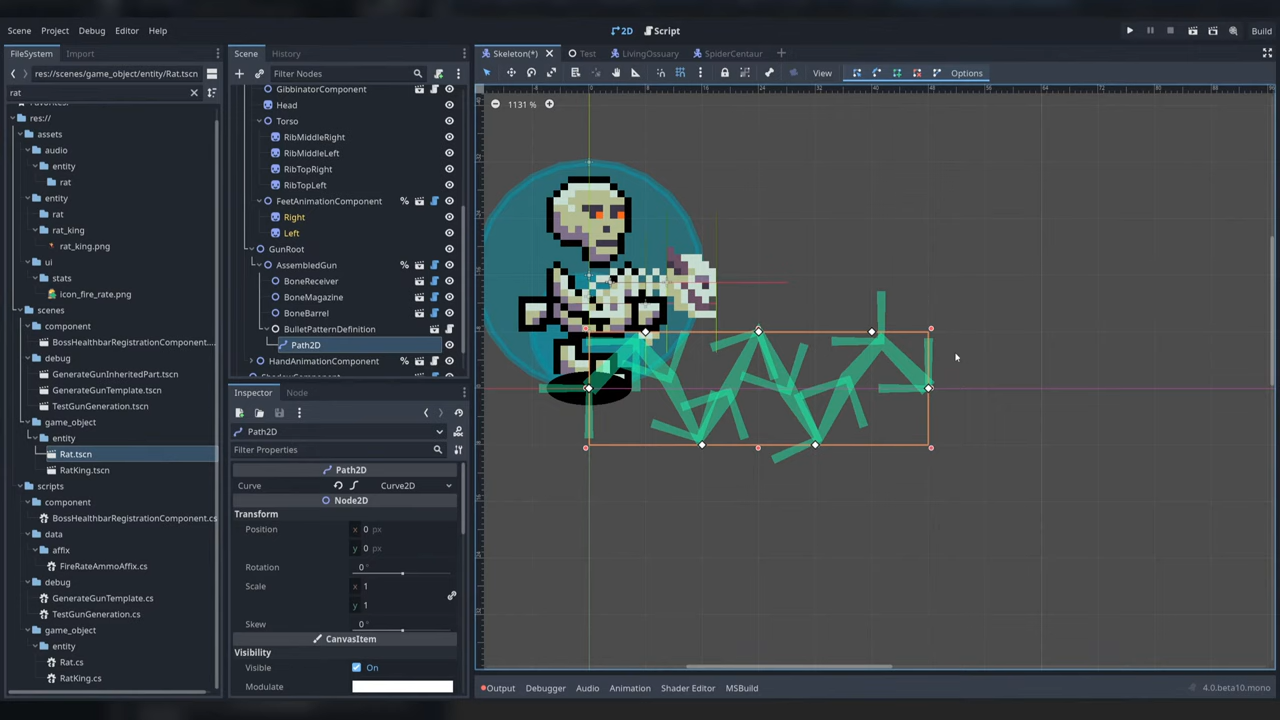 Scene Project Debug Editor Help
2D Script
Build
FileSystem Import
res://scenes/game_object/entity/Rat.tscn
rat
res://
assets
audio
entity
rat
entity
rat
rat_king
rat_king.png
ui
stats
icon_fire_rate.png
scenes
component
BossHealthbarRegistrationComponent.
debug
GenerateGunInheritedPart.tscn
GenerateGunTemplate.tscn
TestGunGeneration.tscn
game_object
entity
Rat.tscn
RatKing.tscn
scripts
component
BossHealthbarRegistrationComponent.cs
data
affix
FireRateAmmoAffix.cs
debug
GenerateGunTemplate.cs
TestGunGeneration.cs
game_object
entity
Rat.cs
RatKing.cs
Scene History
Filter Nodes
GibbinatorComponent
Head
Torso
RibMiddleRight
RibMiddleLeft
RibTopRight
RibTopLeft
FeetAnimationComponent %
Right
Left
GunRoot
AssembledGun %
BoneReceiver
BoneMagazine
BoneBarrel
BulletPatternDefinition
Path2D
HandAnimationComponent %
Inspector Node
Path2D
Filter Properties
Path2D
Curve Curve2D
Node2D
Transform
Position x 0 px
y 0 px
Rotation 0 °
Scale x 1
y 1
Skew 0 °
CanvasItem
Visibility
Visible On
Modulate
Skeleton(*) Test LivingOssuary SpiderCentaur
View Options
1131 %
Output Debugger Audio Animation Shader Editor MSBuild
4.0.beta10.mono